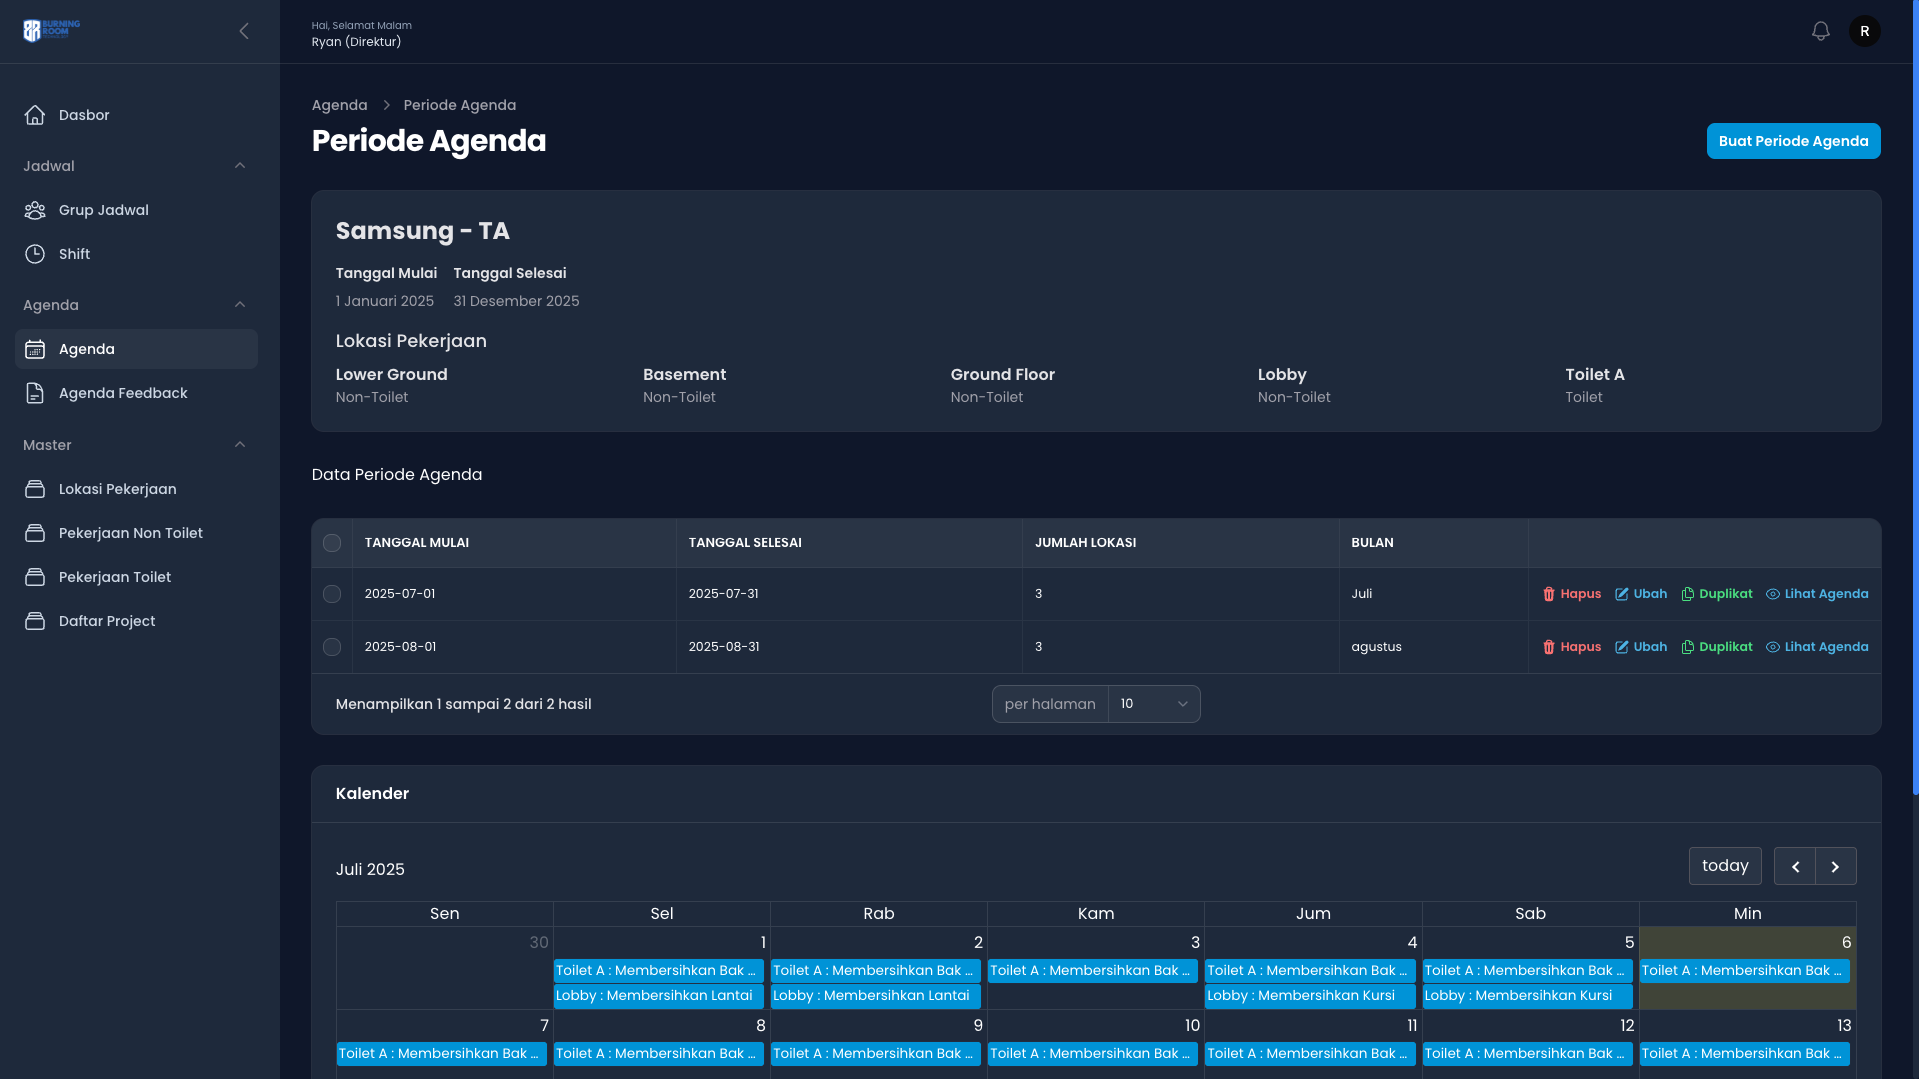 BURNING
ROOM
Hai, Selamat Malam
Ryan (Direktur)
R
Dasbor
Jadwal
Grup Jadwal
Shift
Agenda
Agenda
Agenda Feedback
Master
Lokasi Pekerjaan
Pekerjaan Non Toilet
Pekerjaan Toilet
Daftar Project
Agenda > Periode Agenda
Periode Agenda
Buat Periode Agenda
Samsung - TA
Tanggal Mulai Tanggal Selesai
1 Januari 2025 31 Desember 2025
Lokasi Pekerjaan
Lower Ground Basement Ground Floor Lobby Toilet A
Non-Toilet Non-Toilet Non-Toilet Non-Toilet Toilet
Data Periode Agenda
TANGGAL MULAI TANGGAL SELESAI JUMLAH LOKASI BULAN
2025-07-01 2025-07-31 3 Juli Hapus Ubah Duplikat Lihat Agenda
2025-08-01 2025-08-31 3 agustus Hapus Ubah Duplikat Lihat Agenda
Menampilkan 1 sampai 2 dari 2 hasil per halaman 10
Kalender
Juli 2025 today
Sen Sel Rab Kam Jum Sab Min
30 1 2 3 4 5 6
Toilet A : Membersihkan Bak ... Toilet A : Membersihkan Bak ... Toilet A : Membersihkan Bak ... Toilet A : Membersihkan Bak ... Toilet A : Membersihkan Bak ... Toilet A : Membersihkan Bak ...
Lobby : Membersihkan Lantai Lobby : Membersihkan Lantai Lobby : Membersihkan Kursi Lobby : Membersihkan Kursi
7 8 9 10 11 12 13
Toilet A : Membersihkan Bak ... Toilet A : Membersihkan Bak ... Toilet A : Membersihkan Bak ... Toilet A : Membersihkan Bak ... Toilet A : Membersihkan Bak ... Toilet A : Membersihkan Bak ... Toilet A : Membersihkan Bak ...